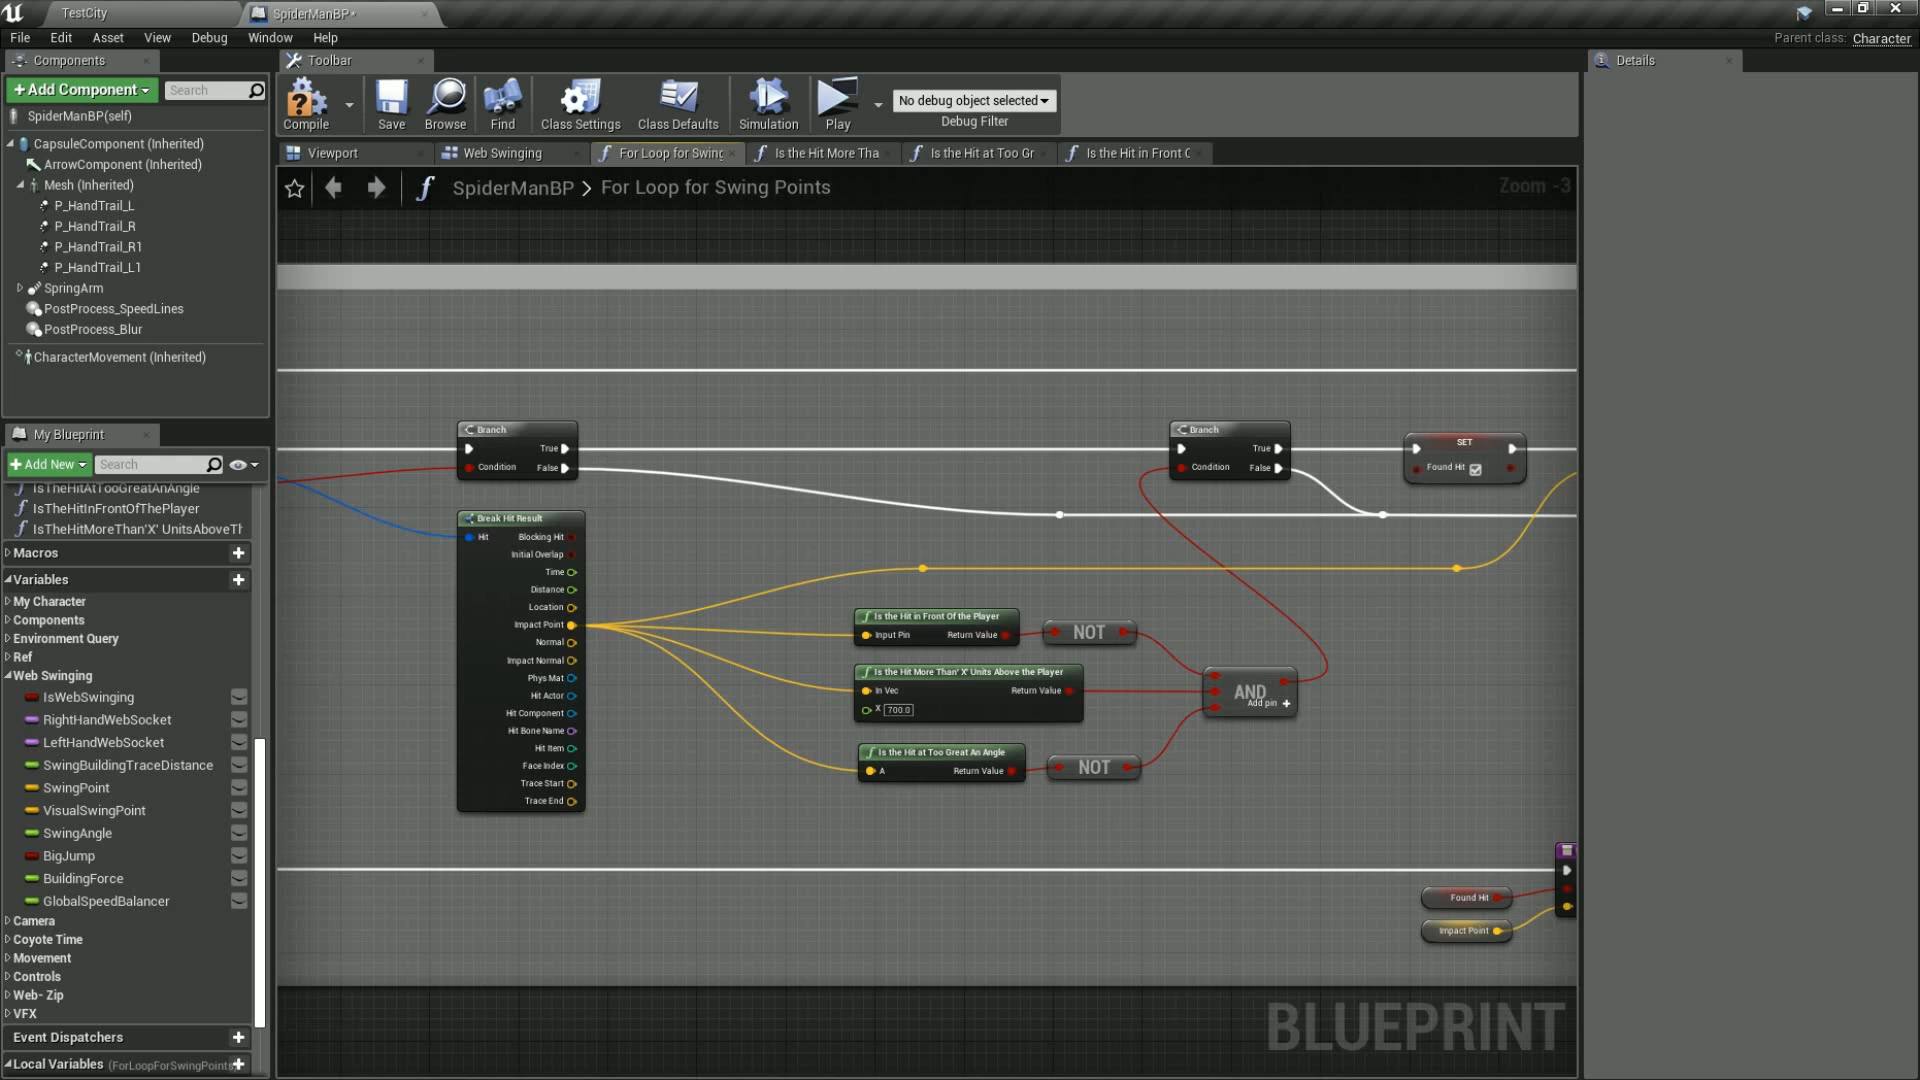 TestCity
SpiderManBP*
File Edit Asset View Debug Window Help
Parent class: Character
Components
Toolbar
Details
+Add Component
Search
SpiderManBP(self)
CapsuleComponent (Inherited)
ArrowComponent (Inherited)
Mesh (Inherited)
P_HandTrail_L
P_HandTrail_R
P_HandTrail_R1
P_HandTrail_L1
SpringArm
PostProcess_SpeedLines
PostProcess_Blur
CharacterMovement (Inherited)
Compile
Save
Browse
Find
Class Settings
Class Defaults
Simulation
Play
No debug object selected
Debug Filter
Viewport
Web Swinging
For Loop for Swing
Is the Hit More Tha
Is the Hit at Too Gr
Is the Hit in Front C
SpiderManBP > For Loop for Swing Points
Zoom -3
My Blueprint
+Add New
Search
IsTheHitAtTooGreatAnAngle
IsTheHitInFrontOfThePlayer
IsTheHitMoreThan'X' UnitsAboveTh
Macros
Variables
My Character
Components
Environment Query
Ref
Web Swinging
IsWebSwinging
RightHandWebSocket
LeftHandWebSocket
SwingBuildingTraceDistance
SwingPoint
VisualSwingPoint
SwingAngle
BigJump
BuildingForce
GlobalSpeedBalancer
Camera
Coyote Time
Movement
Controls
Web- Zip
VFX
Event Dispatchers
Local Variables (ForLoopForSwingPoints
Branch
True
Condition
False
Break Hit Result
Hit
Blocking Hit
Initial Overlap
Time
Distance
Location
Impact Point
Normal
Impact Normal
Phys Mat
Hit Actor
Hit Component
Hit Bone Name
Hit Item
Face Index
Trace Start
Trace End
Is the Hit in Front Of the Player
Input Pin
Return Value
NOT
Is the Hit More Than' X' Units Above the Player
In Vec
Return Value
X 700.0
Is the Hit at Too Great An Angle
A
Return Value
NOT
AND
Add pin +
Branch
True
Condition
False
SET
Found Hit
Found Hit
Impact Point
BLUEPRINT